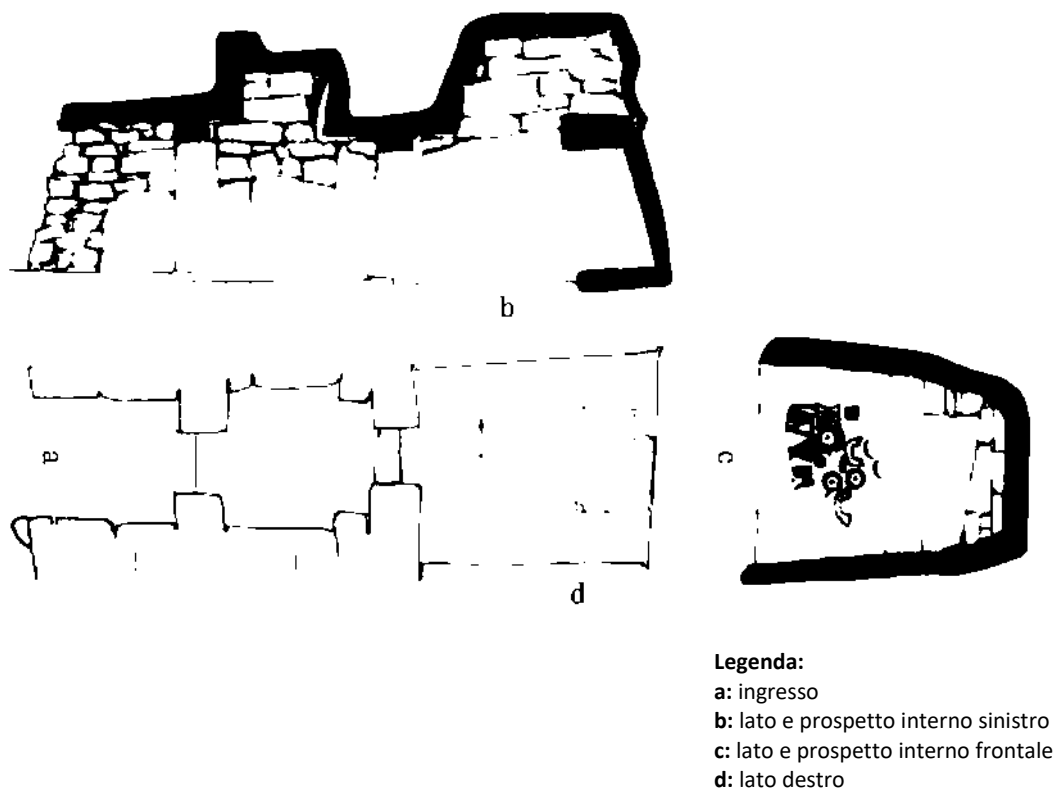 b
a
c
d
Legenda:
a: ingresso
b: lato e prospetto interno sinistro
c: lato e prospetto interno frontale
d: lato destro